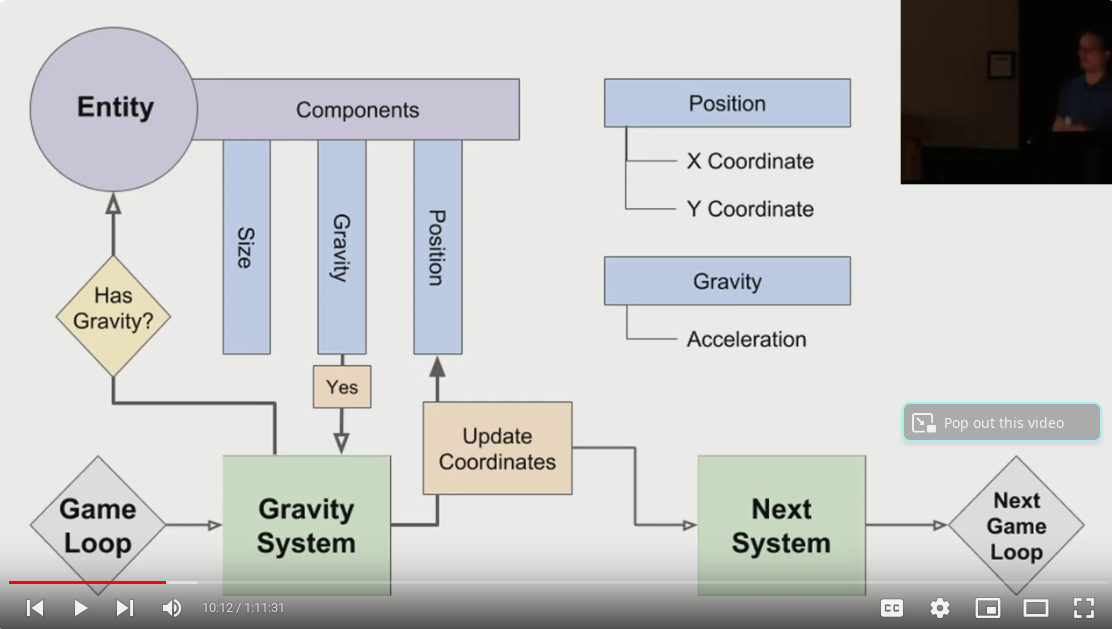 Entity
Components
Size
Gravity
Position
Position
X Coordinate
Y Coordinate
Gravity
Acceleration
Has
Gravity?
Yes
Update
Coordinates
Pop out this video
Game
Loop
Gravity
System
Next
System
Next
Game
Loop
10:12 / 1:11:31
CC